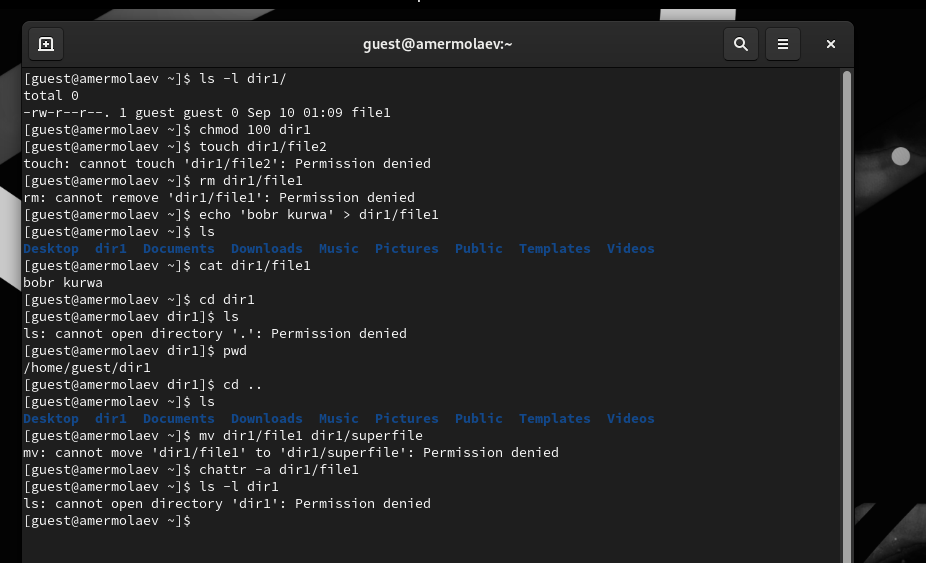 guest@amermolaev:~
[guest@amermolaev ~]$ ls -l dir1/
total 0
-rw-r--r--. 1 guest guest 0 Sep 10 01:09 file1
[guest@amermolaev ~]$ chmod 100 dir1
[guest@amermolaev ~]$ touch dir1/file2
touch: cannot touch 'dir1/file2': Permission denied
[guest@amermolaev ~]$ rm dir1/file1
rm: cannot remove 'dir1/file1': Permission denied
[guest@amermolaev ~]$ echo 'bobr kurwa' > dir1/file1
[guest@amermolaev ~]$ ls
Desktop  dir1  Documents  Downloads  Music  Pictures  Public  Templates  Videos
[guest@amermolaev ~]$ cat dir1/file1
bobr kurwa
[guest@amermolaev ~]$ cd dir1
[guest@amermolaev dir1]$ ls
ls: cannot open directory '.': Permission denied
[guest@amermolaev dir1]$ pwd
/home/guest/dir1
[guest@amermolaev dir1]$ cd ..
[guest@amermolaev ~]$ ls
Desktop  dir1  Documents  Downloads  Music  Pictures  Public  Templates  Videos
[guest@amermolaev ~]$ mv dir1/file1 dir1/superfile
mv: cannot move 'dir1/file1' to 'dir1/superfile': Permission denied
[guest@amermolaev ~]$ chattr -a dir1/file1
[guest@amermolaev ~]$ ls -l dir1
ls: cannot open directory 'dir1': Permission denied
[guest@amermolaev ~]$